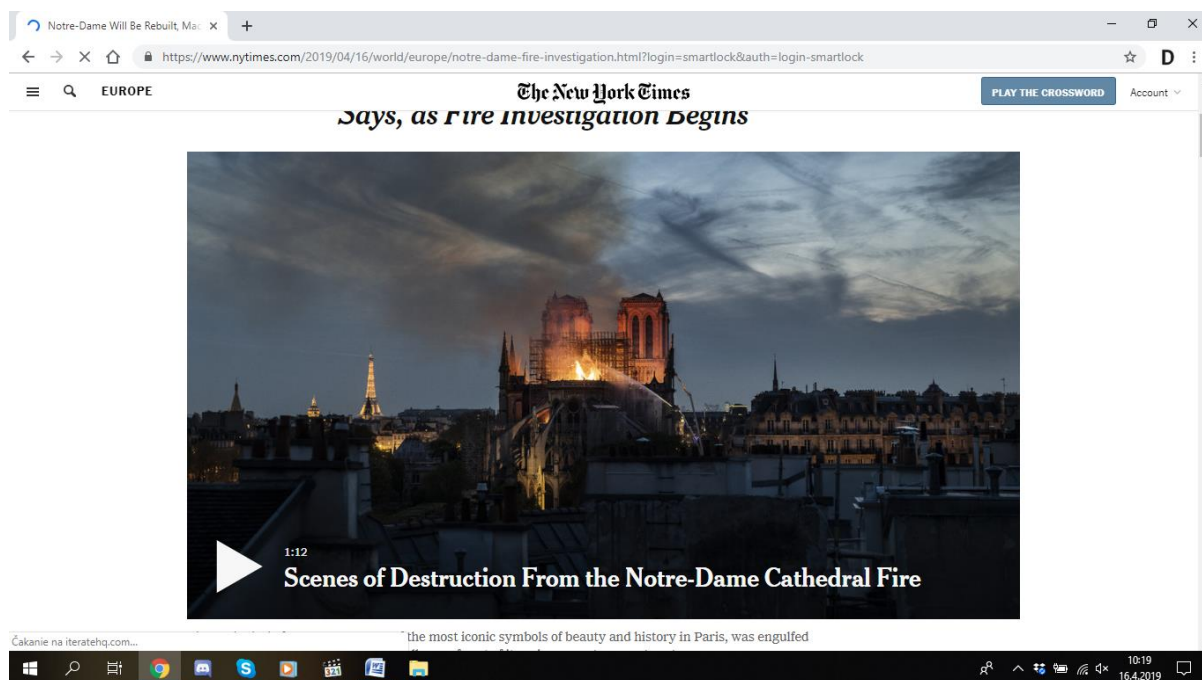 Notre-Dame Will Be Rebuilt, Mac
https://www.nytimes.com/2019/04/16/world/europe/notre-dame-fire-investigation.html?login=smartlock&auth=login-smartlock
D
EUROPE
The New York Times
PLAY THE CROSSWORD
Account
Says, as Fire Investigation Begins
1:12
Scenes of Destruction From the Notre-Dame Cathedral Fire
the most iconic symbols of beauty and history in Paris, was engulfed
Čakanie na iteratehq.com...
10:19
16.4.2019